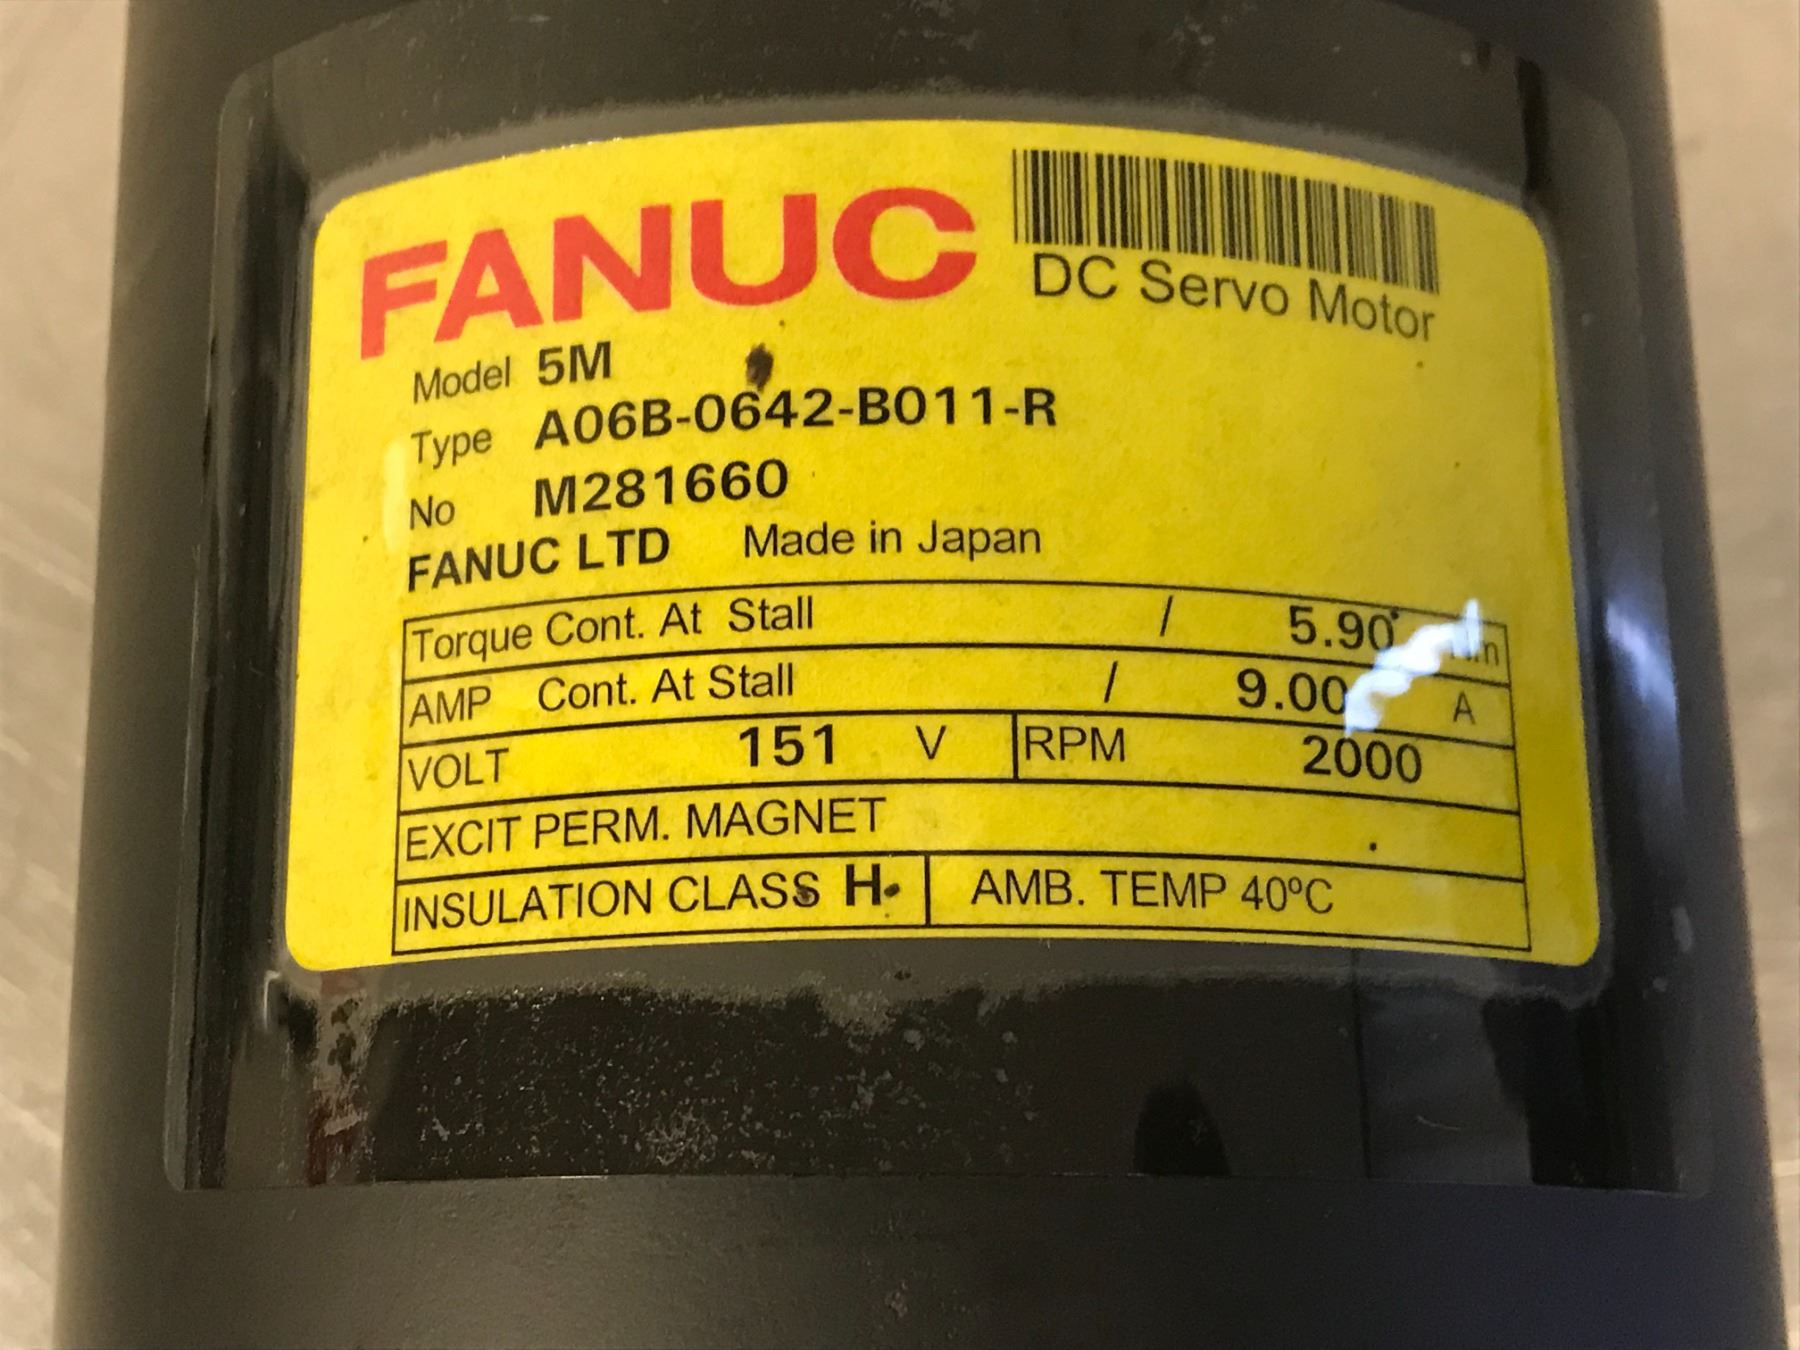 FANUC
DC Servo Motor
Model 5M
Type A06B-0642-B011-R
No M281660
FANUC LTD Made in Japan
Torque Cont. At Stall / 5.90 Nm
AMP Cont. At Stall / 9.00 A
VOLT 151 V RPM 2000
EXCIT PERM. MAGNET
INSULATION CLASS H AMB. TEMP 40ºC